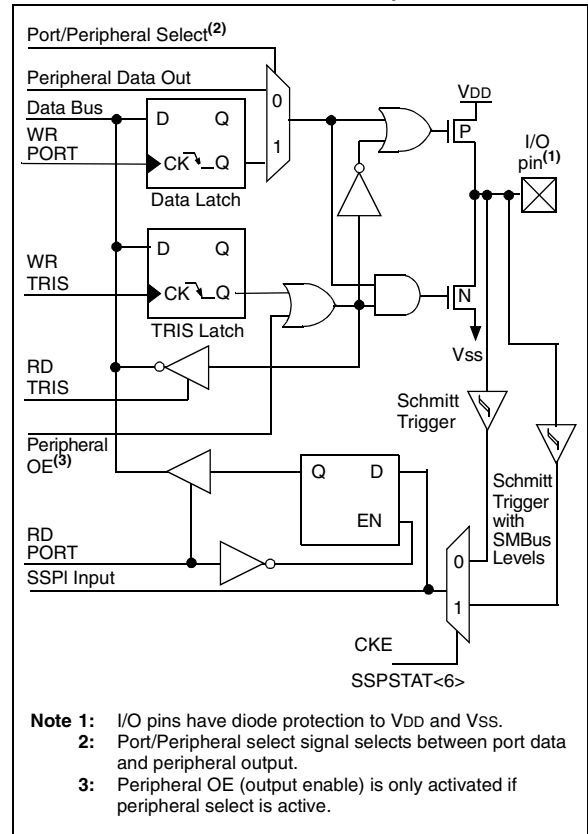 Port/Peripheral Select(2)
Peripheral Data Out
Data Bus
WR
PORT
D Q
CK Q
Data Latch
0
1
VDD
P
I/O
pin(1)
WR
TRIS
D Q
CK Q
TRIS Latch
N
VSS
RD
TRIS
Schmitt
Trigger
Peripheral
OE(3)
Q D
EN
Schmitt
Trigger
with
SMBus
Levels
RD
PORT
SSPI Input
0
1
CKE
SSPSTAT<6>
Note 1: I/O pins have diode protection to VDD and VSS.
2: Port/Peripheral select signal selects between port data
and peripheral output.
3: Peripheral OE (output enable) is only activated if
peripheral select is active.